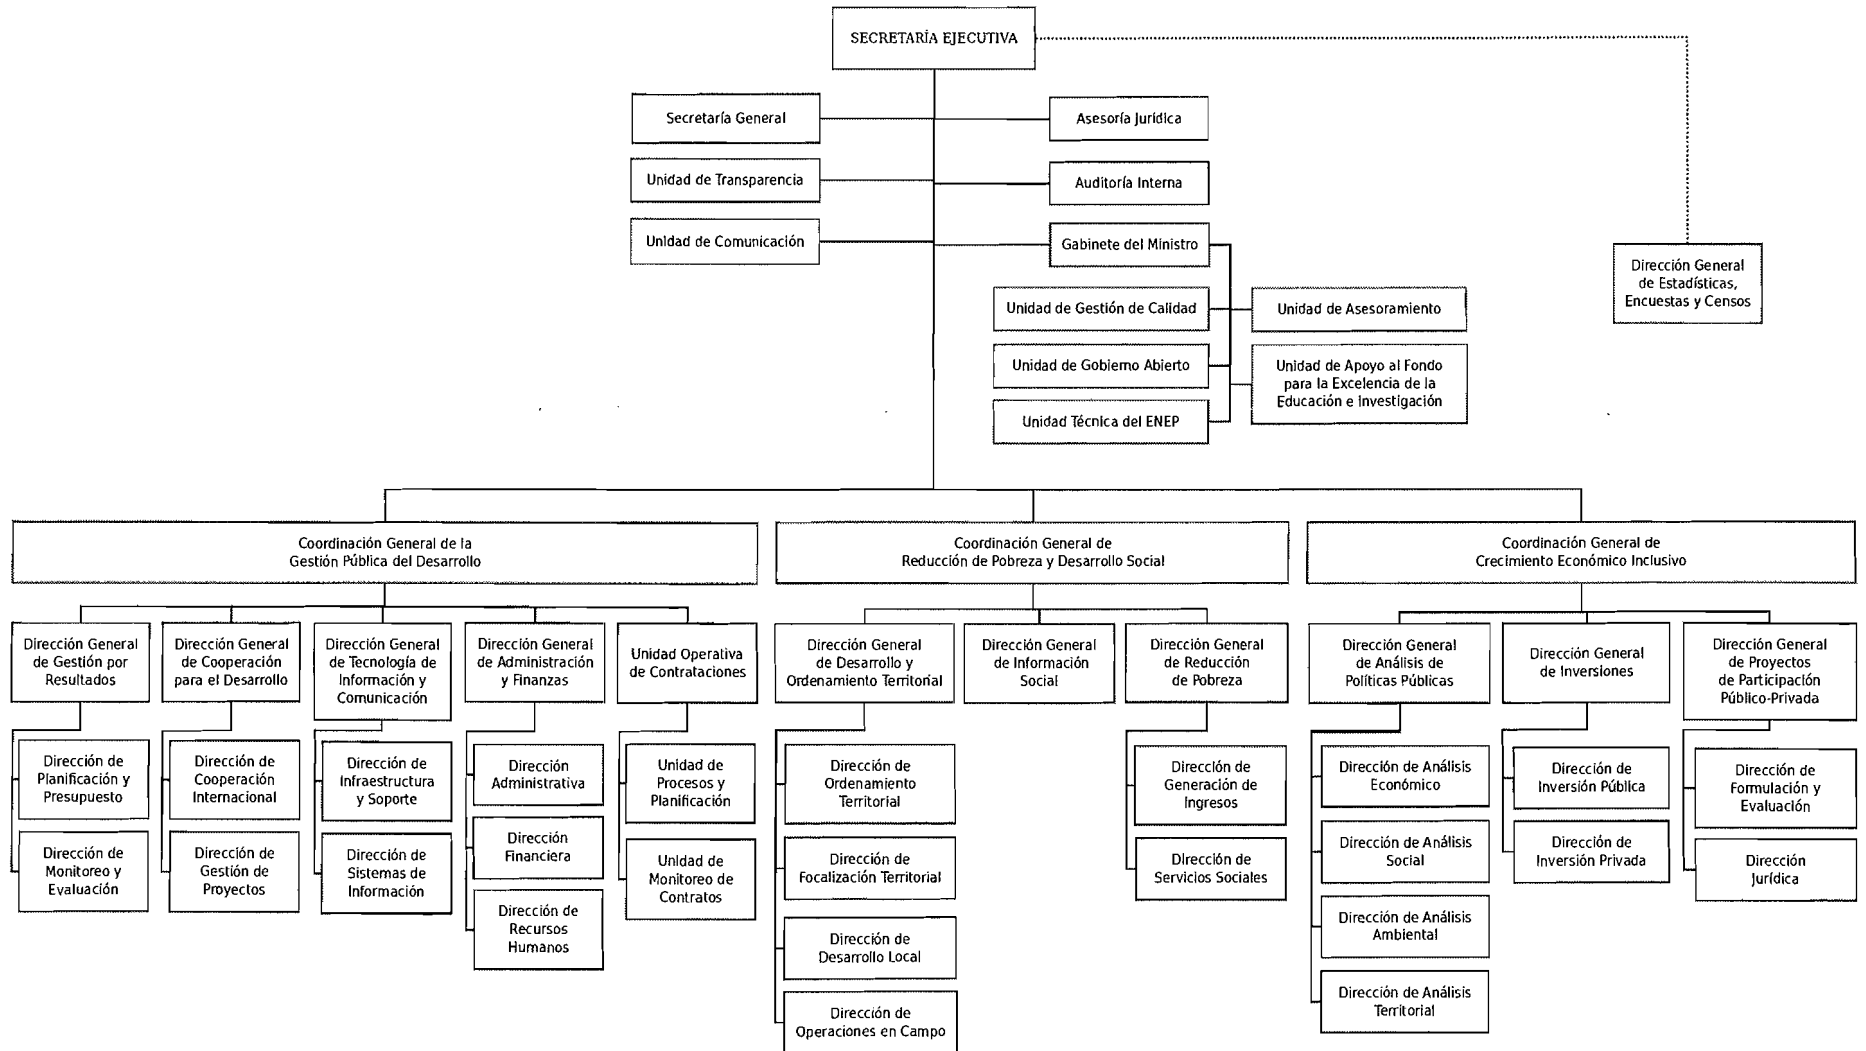 SECRETARÍA EJECUTIVA
Secretaría General
Asesoría Jurídica
Unidad de Transparencia
Auditoría Interna
Unidad de Comunicación
Gabinete del Ministro
Dirección General
de Estadísticas,
Encuestas y Censos
Unidad de Gestión de Calidad
Unidad de Asesoramiento
Unidad de Gobierno Abierto
Unidad de Apoyo al Fondo
para la Excelencia de la
Educación e Investigación
Unidad Técnica del ENEP
Coordinación General de la
Gestión Pública del Desarrollo
Coordinación General de
Reducción de Pobreza y Desarrollo Social
Coordinación General de
Crecimiento Económico Inclusivo
Dirección General
de Gestión por
Resultados
Dirección General
de Cooperación
para el Desarrollo
Dirección General
de Tecnología de
Información y
Comunicación
Dirección General
de Administración
y Finanzas
Unidad Operativa
de Contrataciones
Dirección General
de Desarrollo y
Ordenamiento Territorial
Dirección General
de Información
Social
Dirección General
de Reducción
de Pobreza
Dirección General
de Análisis de
Políticas Públicas
Dirección General
de Inversiones
Dirección General
de Proyectos
de Participación
Público-Privada
Dirección de
Planificación y
Presupuesto
Dirección de
Monitoreo y
Evaluación
Dirección de
Cooperación
Internacional
Dirección de
Gestión de
Proyectos
Dirección de
Infraestructura
y Soporte
Dirección de
Sistemas de
Información
Dirección
Administrativa
Dirección
Financiera
Dirección de
Recursos
Humanos
Unidad de
Procesos y
Planificación
Unidad de
Monitoreo de
Contratos
Dirección de
Ordenamiento
Territorial
Dirección de
Focalización Territorial
Dirección de
Desarrollo Local
Dirección de
Operaciones en Campo
Dirección de
Generación de
Ingresos
Dirección de
Servicios Sociales
Dirección de Análisis
Económico
Dirección de Análisis
Social
Dirección de Análisis
Ambiental
Dirección de Análisis
Territorial
Dirección de
Inversión Pública
Dirección de
Inversión Privada
Dirección de
Formulación y
Evaluación
Dirección
Jurídica